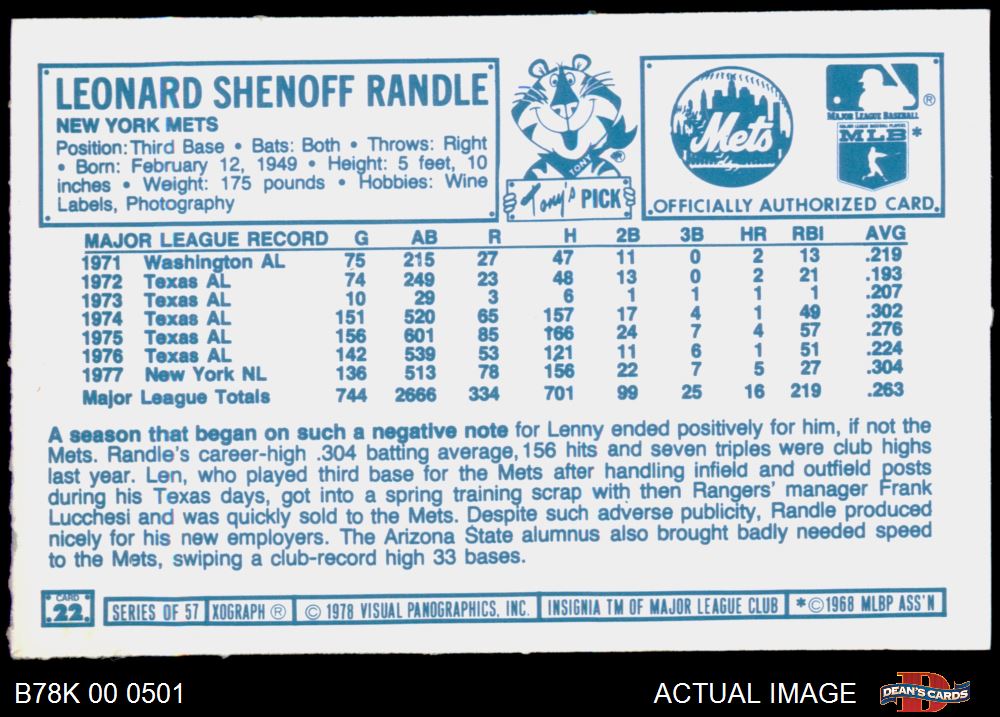 LEONARD SHENOFF RANDLE
NEW YORK METS
Position: Third Base • Bats: Both • Throws: Right
• Born: February 12, 1949 • Height: 5 feet, 10
inches • Weight: 175 pounds • Hobbies: Wine
Labels, Photography
TONY
®
Tony's PICK
Mets
®
MAJOR LEAGUE BASEBALL
MAJOR LEAGUE BASEBALL PLAYERS
MLB *
OFFICIALLY AUTHORIZED CARD.
MAJOR LEAGUE RECORD G AB R H 2B 3B HR RBI AVG
1971 Washington AL 75 215 27 47 11 0 2 13 .219
1972 Texas AL 74 249 23 48 13 0 2 21 .193
1973 Texas AL 10 29 3 6 1 1 1 1 .207
1974 Texas AL 151 520 65 157 17 4 1 49 .302
1975 Texas AL 156 601 85 166 24 7 4 57 .276
1976 Texas AL 142 539 53 121 11 6 1 51 .224
1977 New York NL 136 513 78 156 22 7 5 27 .304
Major League Totals 744 2666 334 701 99 25 16 219 .263
A season that began on such a negative note for Lenny ended positively for him, if not the
Mets. Randle's career-high .304 batting average, 156 hits and seven triples were club highs
last year. Len, who played third base for the Mets after handling infield and outfield posts
during his Texas days, got into a spring training scrap with then Rangers' manager Frank
Lucchesi and was quickly sold to the Mets. Despite such adverse publicity, Randle produced
nicely for his new employers. The Arizona State alumnus also brought badly needed speed
to the Mets, swiping a club-record high 33 bases.
CARD
22
SERIES OF 57 XOGRAPH ® © 1978 VISUAL PANOGRAPHICS, INC. INSIGNIA TM OF MAJOR LEAGUE CLUB *©1968 MLBP ASS'N
B78K 00 0501 ACTUAL IMAGE DEAN'S CARDS